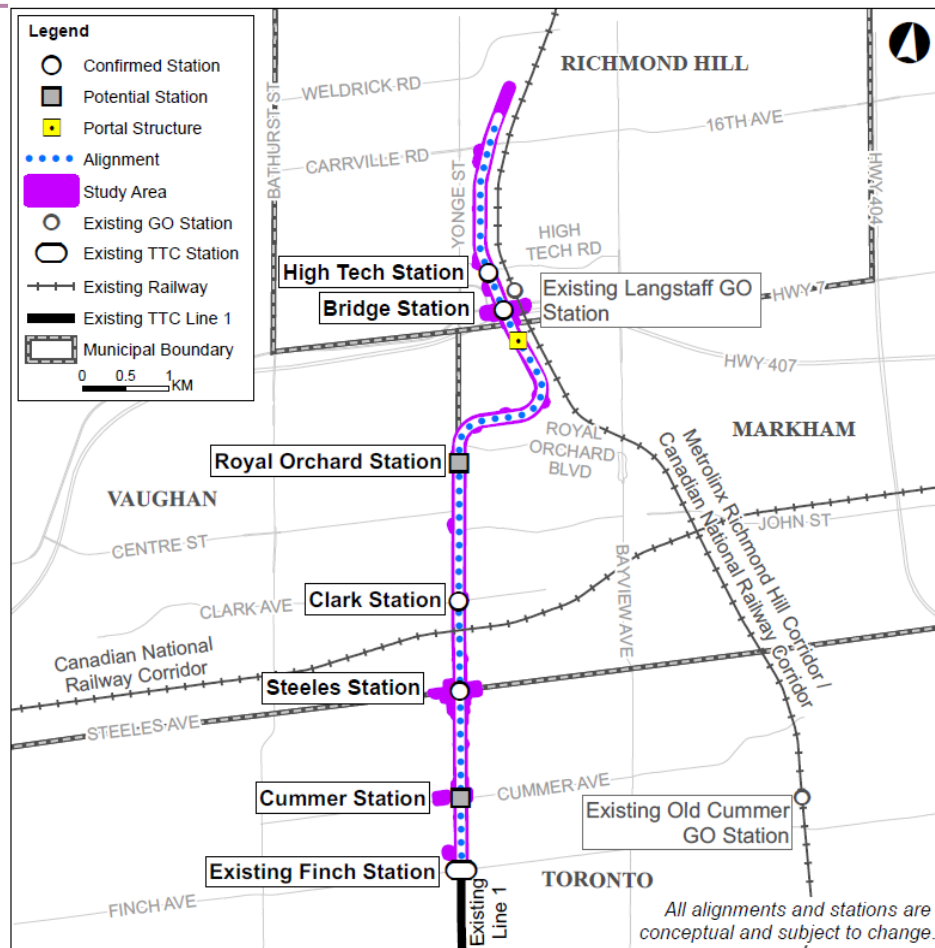 Legend
Confirmed Station
Potential Station
Portal Structure
Alignment
Study Area
Existing GO Station
Existing TTC Station
Existing Railway
Existing TTC Line 1
Municipal Boundary
0 0.5 1
KM
RICHMOND HILL
WELDRICK RD
16TH AVE
CARRVILLE RD
BATHURST ST
YONGE ST
HWY 404
HIGH
TECH RD
High Tech Station
Existing Langstaff GO
Station
HWY 7
Bridge Station
HWY 407
ROYAL
ORCHARD
BLVD
MARKHAM
Royal Orchard Station
VAUGHAN
Metrolinx Richmond Hill Corridor /
Canadian National Railway Corridor
JOHN ST
CENTRE ST
BAYVIEW AVE
Clark Station
CLARK AVE
Canadian National
Railway Corridor
Steeles Station
STEELES AVE
Cummer Station
CUMMER AVE
Existing Old Cummer
GO Station
Existing Finch Station
TORONTO
FINCH AVE
Existing
Line 1
All alignments and stations are
conceptual and subject to change.